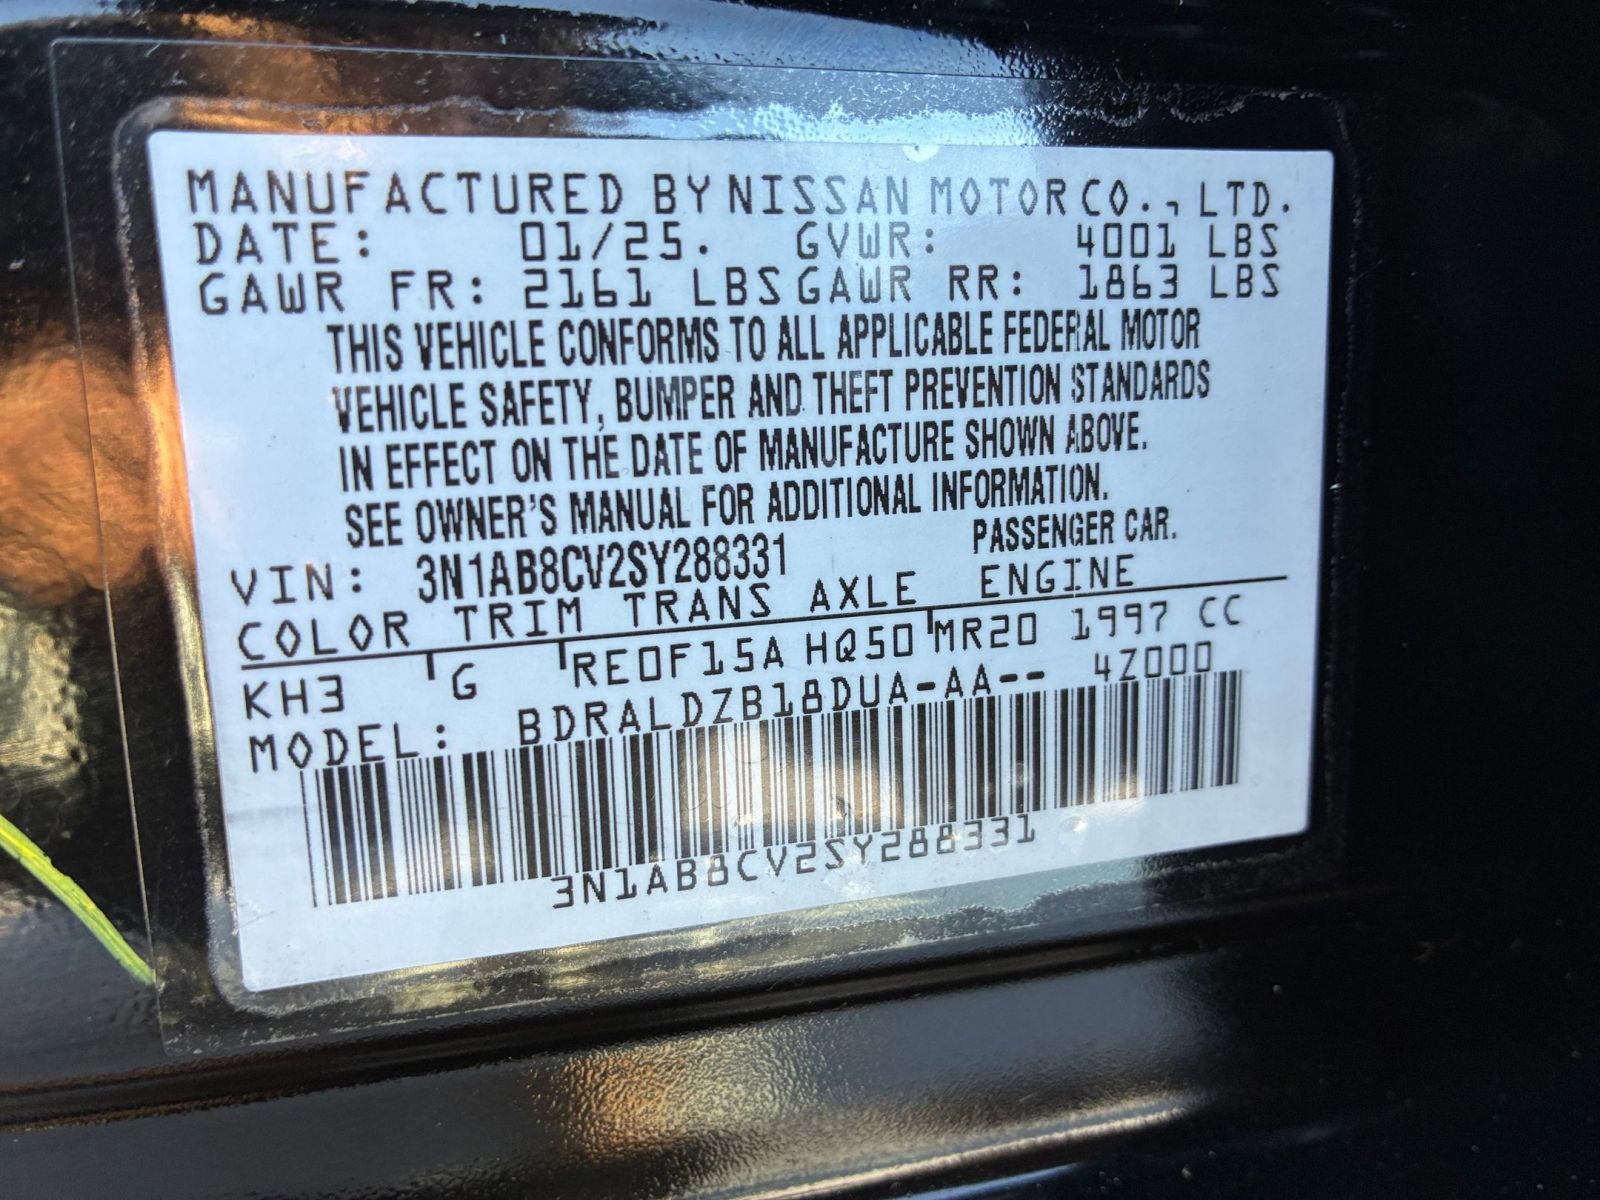 MANUFACTURED BY NISSAN MOTOR CO., LTD.
DATE: 01/25. GVWR: 4001 LBS
GAWR FR: 2161 LBS GAWR RR: 1863 LBS
THIS VEHICLE CONFORMS TO ALL APPLICABLE FEDERAL MOTOR
VEHICLE SAFETY, BUMPER AND THEFT PREVENTION STANDARDS
IN EFFECT ON THE DATE OF MANUFACTURE SHOWN ABOVE.
SEE OWNER'S MANUAL FOR ADDITIONAL INFORMATION.
VIN: 3N1AB8CV2SY288331 PASSENGER CAR.
COLOR TRIM TRANS AXLE ENGINE
KH3 G RE0F15A HQ50 MR20 1997 CC
MODEL: BDRALDZB18DUA-AA-- 4Z000
3N1AB8CV2SY288331